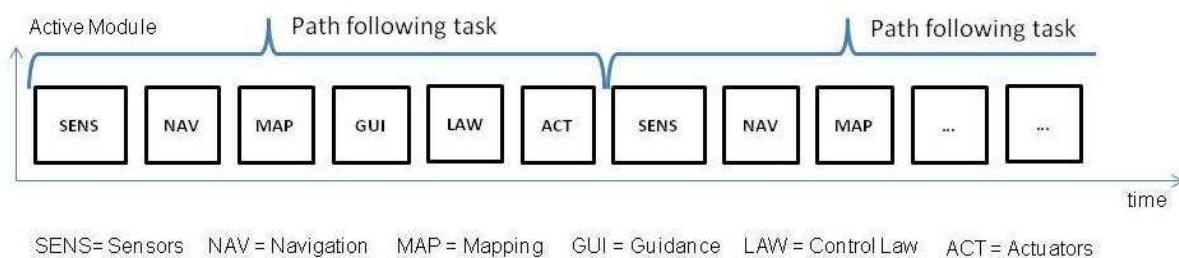 Active Module Path following task Path following task
SENS NAV MAP GUI LAW ACT SENS NAV MAP ... ...
time
SENS= Sensors NAV = Navigation MAP = Mapping GUI = Guidance LAW = Control Law ACT = Actuators